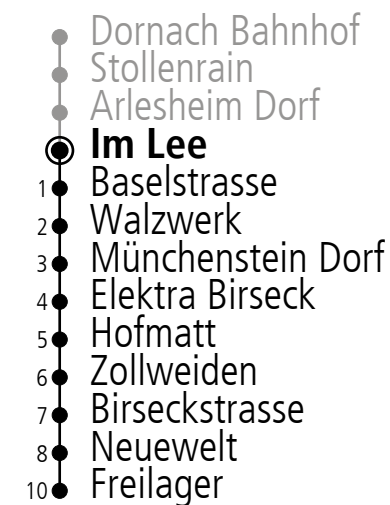 Dornach Bahnhof
Stollenrain
Arlesheim Dorf
Im Lee
1 Baselstrasse
2 Walzwerk
3 Münchenstein Dorf
4 Elektra Birseck
5 Hofmatt
6 Zollweiden
7 Birseckstrasse
8 Neuewelt
10 Freilager